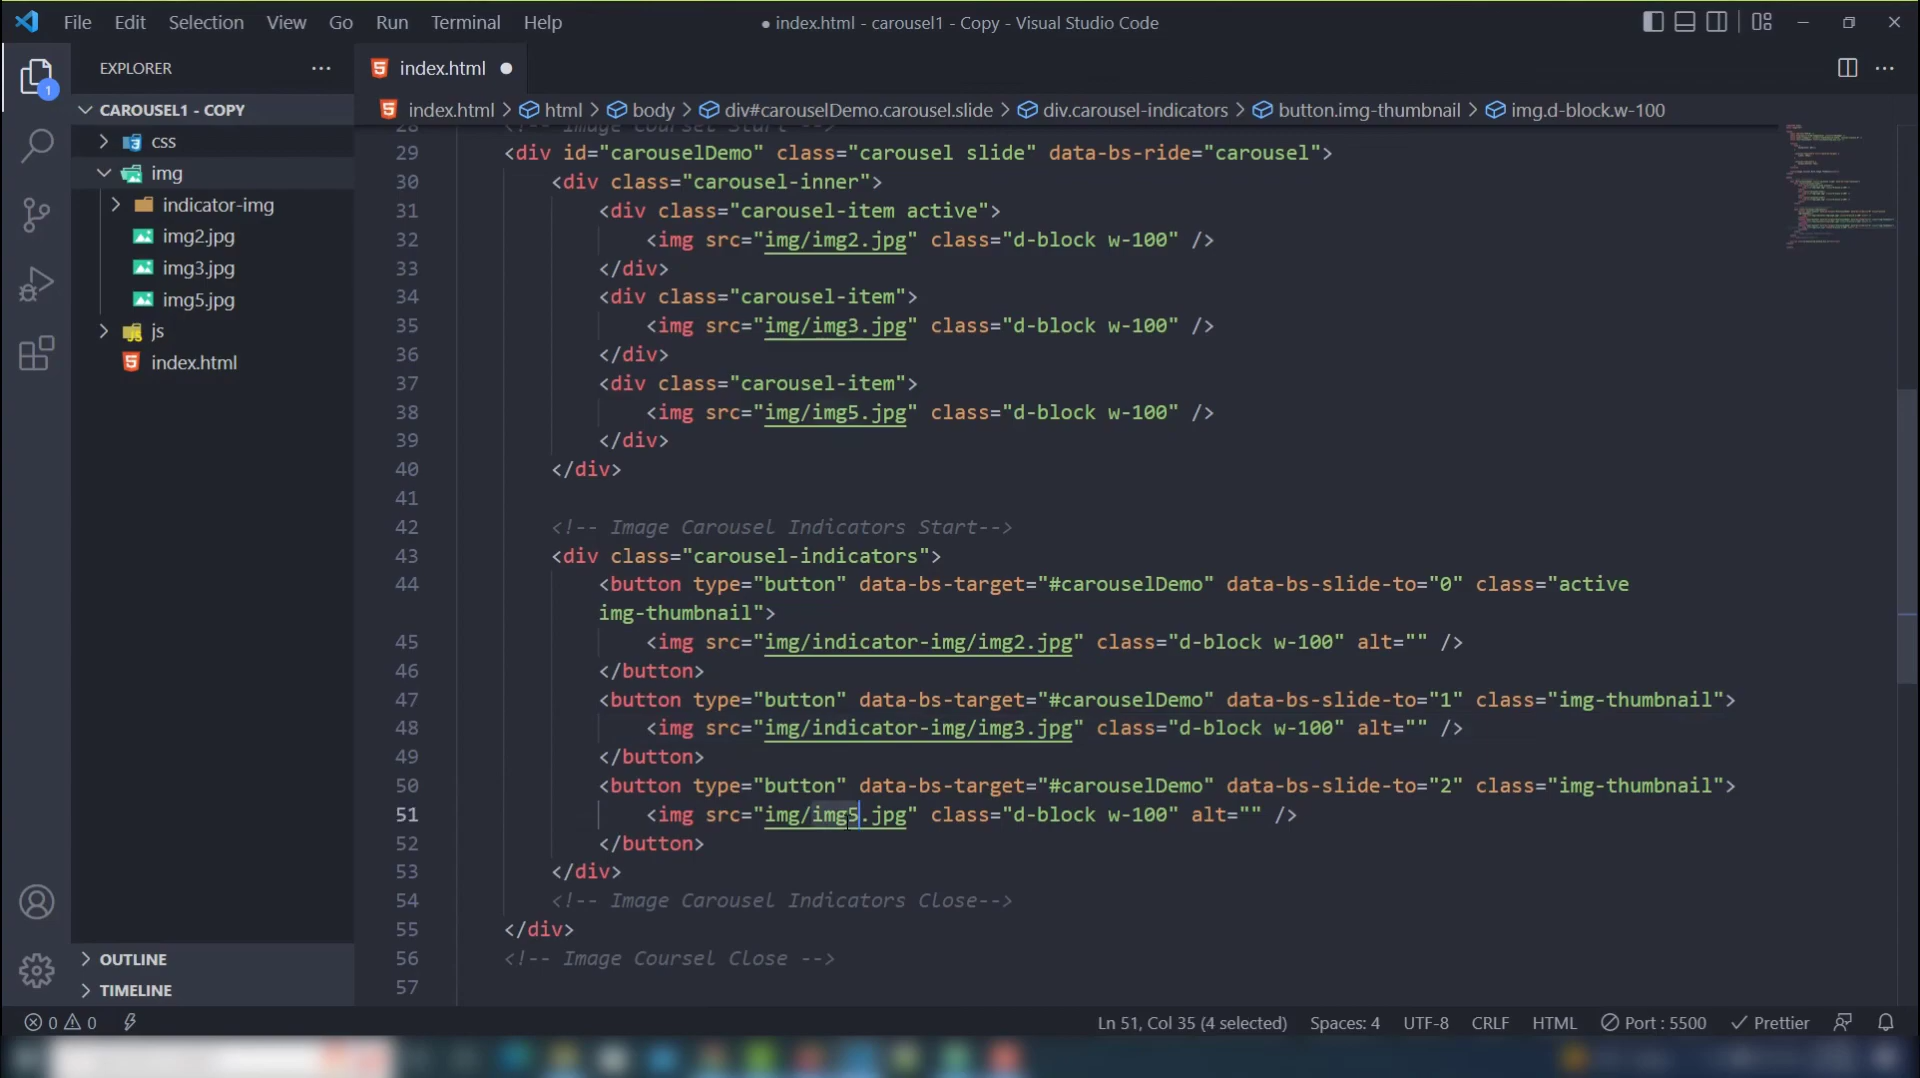 File Edit Selection View Go Run Terminal Help
● index.html - carousel1 - Copy - Visual Studio Code
EXPLORER
index.html
1
CAROUSEL1 - COPY
css
img
indicator-img
img2.jpg
img3.jpg
img5.jpg
js
index.html
OUTLINE
TIMELINE
index.html > html > body > div#carouselDemo.carousel.slide > div.carousel-indicators > button.img-thumbnail > img.d-block.w-100
28 <!-- Image Coursel Start -->
29 <div id="carouselDemo" class="carousel slide" data-bs-ride="carousel">
30 <div class="carousel-inner">
31 <div class="carousel-item active">
32 <img src="img/img2.jpg" class="d-block w-100" />
33 </div>
34 <div class="carousel-item">
35 <img src="img/img3.jpg" class="d-block w-100" />
36 </div>
37 <div class="carousel-item">
38 <img src="img/img5.jpg" class="d-block w-100" />
39 </div>
40 </div>
41
42 <!-- Image Carousel Indicators Start-->
43 <div class="carousel-indicators">
44 <button type="button" data-bs-target="#carouselDemo" data-bs-slide-to="0" class="active
img-thumbnail">
45 <img src="img/indicator-img/img2.jpg" class="d-block w-100" alt="" />
46 </button>
47 <button type="button" data-bs-target="#carouselDemo" data-bs-slide-to="1" class="img-thumbnail">
48 <img src="img/indicator-img/img3.jpg" class="d-block w-100" alt="" />
49 </button>
50 <button type="button" data-bs-target="#carouselDemo" data-bs-slide-to="2" class="img-thumbnail">
51 <img src="img/img5.jpg" class="d-block w-100" alt="" />
52 </button>
53 </div>
54 <!-- Image Carousel Indicators Close-->
55 </div>
56 <!-- Image Coursel Close -->
57
0 0
Ln 51, Col 35 (4 selected) Spaces: 4 UTF-8 CRLF HTML Port : 5500 Prettier